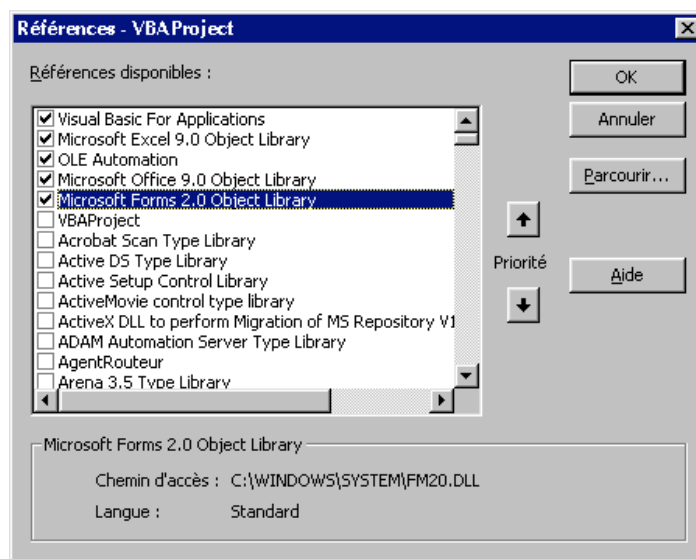 Références - VBAProject
Références disponibles :
Visual Basic For Applications
Microsoft Excel 9.0 Object Library
OLE Automation
Microsoft Office 9.0 Object Library
Microsoft Forms 2.0 Object Library
VBAProject
Acrobat Scan Type Library
Active DS Type Library
Active Setup Control Library
ActiveMovie control type library
ActiveX DLL to perform Migration of MS Repository V1
ADAM Automation Server Type Library
AgentRouteur
Arena 3.5 Type Library
OK
Annuler
Parcourir...
Priorité
Aide
Microsoft Forms 2.0 Object Library
Chemin d'accès : C:\WINDOWS\SYSTEM\FM20.DLL
Langue : Standard